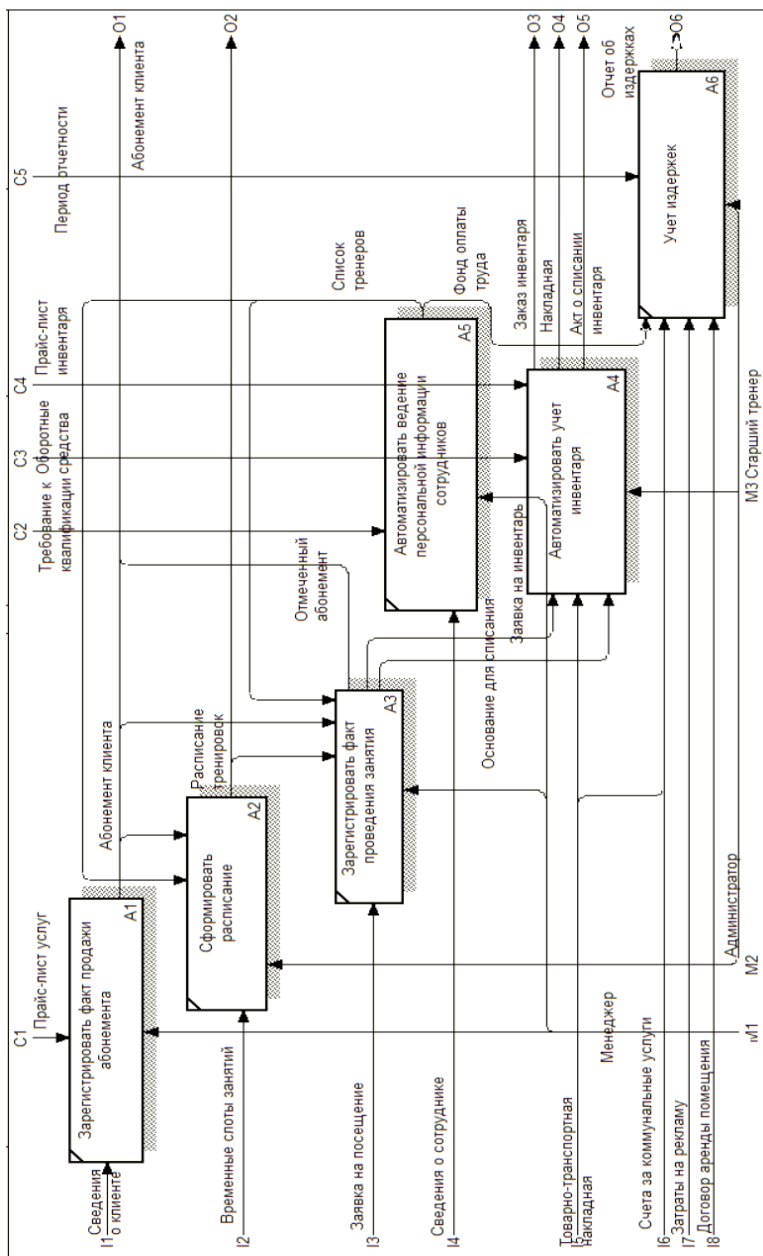 C1
Прайс-лист услуг
C2
Требование к
квалификации
C3
Оборотные
средства
C4
Прайс-лист
инвентаря
C5
Период отчетности
I1
Сведения
о клиенте
Зарегистрировать факт продажи
абонемента
A1
Абонемент клиента
Абонемент клиента
O1
I2
Временные слоты занятий
Сформировать
расписание
A2
Расписание
тренировок
O2
I3
Заявка на посещение
Зарегистрировать факт
проведения занятия
A3
Отмеченный
абонемент
Список
тренеров
I4
Сведения о сотруднике
Автоматизировать ведение
персональной информации
сотрудников
A5
Фонд оплаты
труда
Основание для списания
Заявка на инвентарь
I5
Товарно-транспортная
накладная
Автоматизировать учет
инвентаря
A4
Заказ инвентаря
O3
Накладная
O4
Акт о списании
инвентаря
O5
Менеджер
I6
Счета за коммунальные услуги
I7
Затраты на рекламу
I8
Договор аренды помещения
Учет издержек
A6
Отчет об
издержках
O6
M1
M2
Администратор
M3 Старший тренер